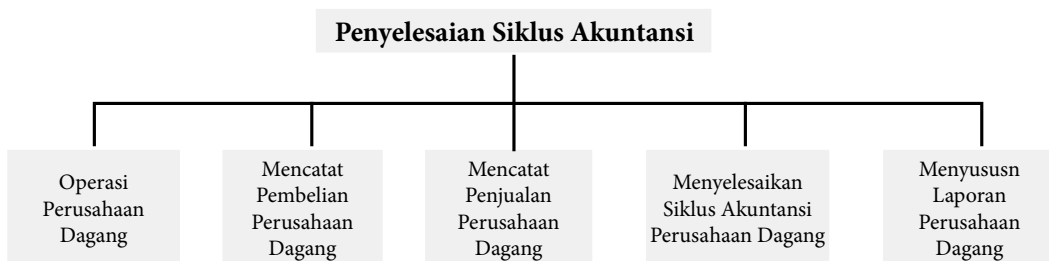 Penyelesaian Siklus Akuntansi
Operasi
Perusahaan
Dagang
Mencatat
Pembelian
Perusahaan
Dagang
Mencatat
Penjualan
Perusahaan
Dagang
Menyelesaikan
Siklus Akuntansi
Perusahaan Dagang
Menyususn
Laporan
Perusahaan
Dagang